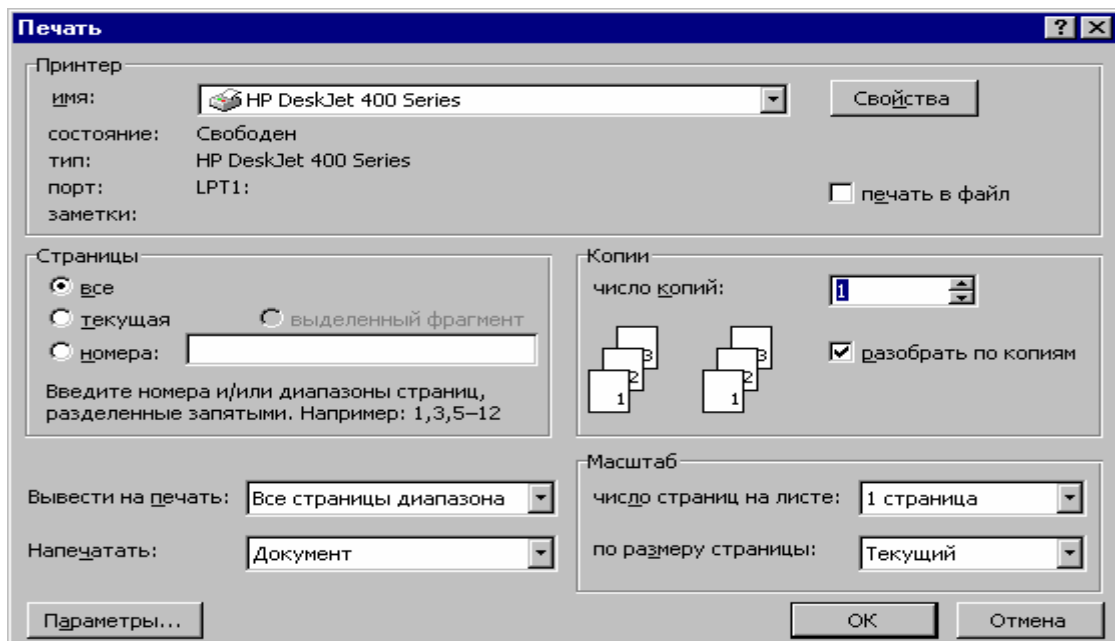 Печать
Принтер
имя: HP DeskJet 400 Series Свойства
состояние: Свободен
тип: HP DeskJet 400 Series
порт: LPT1: печать в файл
заметки:
Страницы
все
текущая выделенный фрагмент
номера:
Введите номера и/или диапазоны страниц,
разделенные запятыми. Например: 1,3,5–12
Копии
число копий: 1
3 3
2 2
1 1
разобрать по копиям
Вывести на печать: Все страницы диапазона
Напечатать: Документ
Масштаб
число страниц на листе: 1 страница
по размеру страницы: Текущий
Параметры... OK Отмена